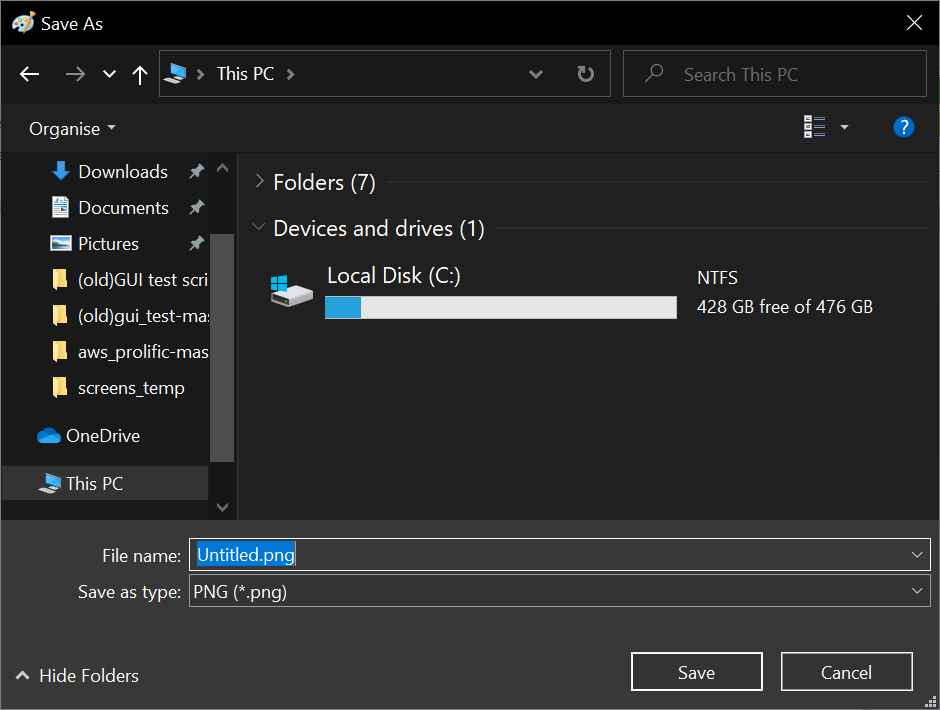 Save As
This PC
Search This PC
Organise
?
Downloads
Documents
Pictures
(old)GUI test scri
(old)gui_test-mas
aws_prolific-mas
screens_temp
OneDrive
This PC
Folders (7)
Devices and drives (1)
Local Disk (C:)
NTFS
428 GB free of 476 GB
File name: Untitled.png
Save as type: PNG (*.png)
Hide Folders
Save
Cancel